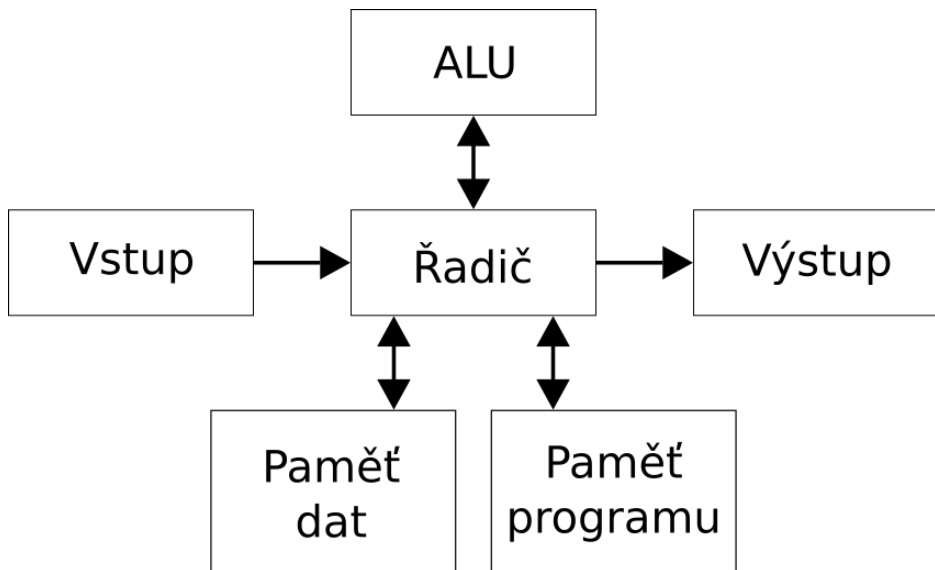 ALU
Vstup
Řadič
Výstup
Paměť
dat
Paměť
programu